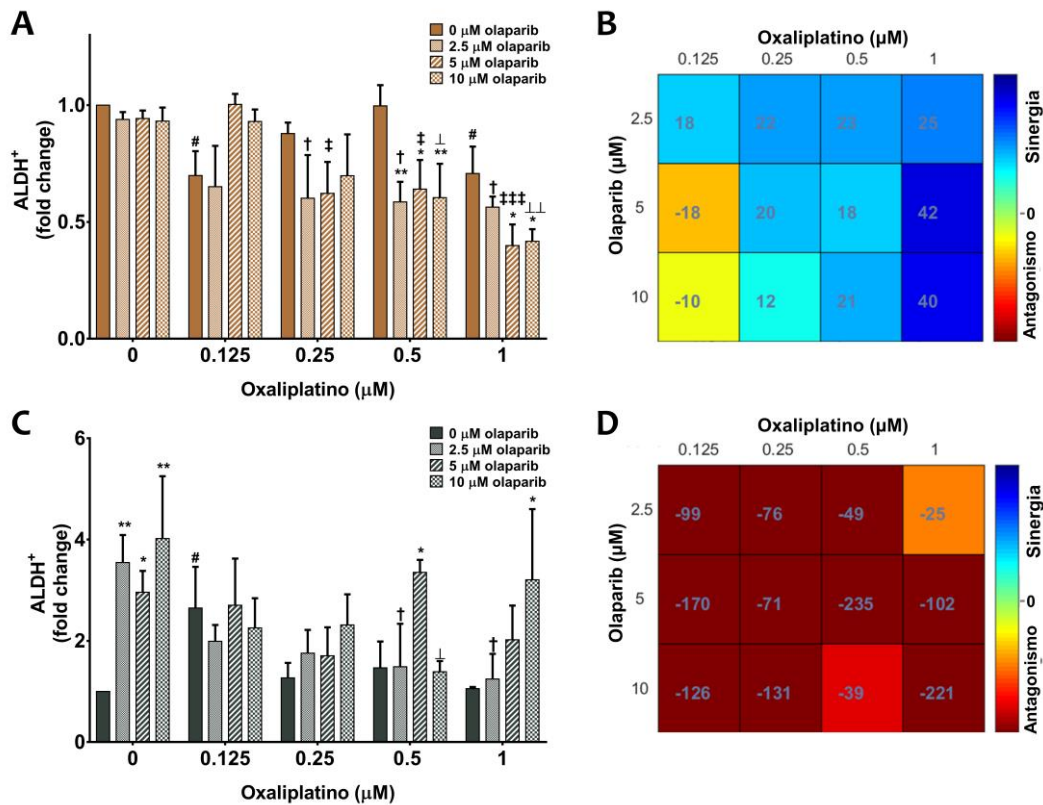 A
ALDH⁺
(fold change)
1.0
0.5
0.0
0 μM olaparib
2.5 μM olaparib
5 μM olaparib
10 μM olaparib
#
†
‡
†
**
‡
*
⊥
**
#
†
‡‡‡
*
⊥⊥
*
0 0.125 0.25 0.5 1
Oxaliplatino (μM)
B
Oxaliplatino (μM)
0.125 0.25 0.5 1
Olaparib (μM)
2.5 18 22 23 25
5 -18 20 18 42
10 -10 12 21 40
Sinergia
0
Antagonismo
C
ALDH⁺
(fold change)
6
4
2
0
0 μM olaparib
2.5 μM olaparib
5 μM olaparib
10 μM olaparib
**
*
**
#
†
*
⊥
†
*
0 0.125 0.25 0.5 1
Oxaliplatino (μM)
D
Oxaliplatino (μM)
0.125 0.25 0.5 1
Olaparib (μM)
2.5 -99 -76 -49 -25
5 -170 -71 -235 -102
10 -126 -131 -39 -221
Sinergia
0
Antagonismo